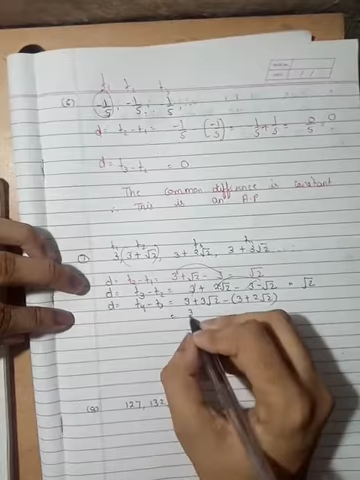 t₁ t₂ t₃
(6) -1/5, -1/5, -1/5,
d = t₂ - t₁ = -1/5 (-1/5) = -1/5 + 1/5 = 0/5 = 0
d = t₃ - t₂ = 0
The common difference is constant
∴ This is an A.P
t₁ t₂ t₃ t₄
3, 3+√2, 3+2√2, 3+3√2 ....
d = t₂-t₁ = 3+√2 - 3 = √2
d = t₃-t₂ = 3+2√2 - 3-√2 = √2
d = t₄-t₃ = 3+3√2 - (3+2√2)
= 3
(8) 127, 132